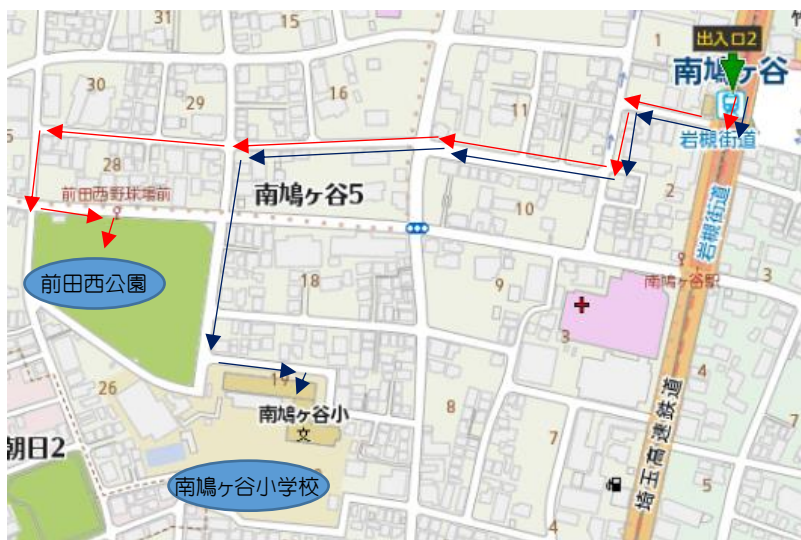 31
32
15
1
出入口2
竹
南鳩ヶ谷
30
29
16
11
岩槻街道
28
2
前田西野球場前
南鳩ヶ谷5
10
岩槻街道
前田西公園
18
9
南鳩ヶ谷駅
3
3
19
4
26
南鳩ヶ谷小
文
8
7
7
朝日2
埼玉高速鉄道
南鳩ヶ谷小学校
5
4